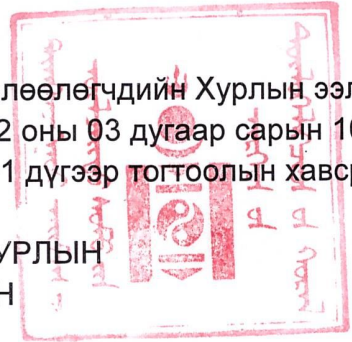 лөөлөгчдийн Хурлын ээл
2 оны 03 дугаар сарын 10
1 дүгээр тогтоолын хавср
УРЛЫН
Н